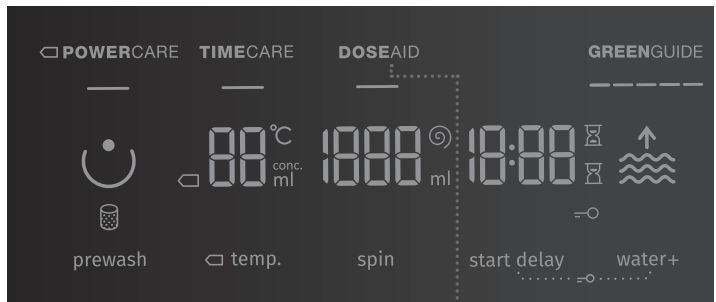 POWERCARE TIMECARE DOSEAID GREENGUIDE
88 °C 1888 18:88
conc.
ml ml
prewash temp. spin start delay water+